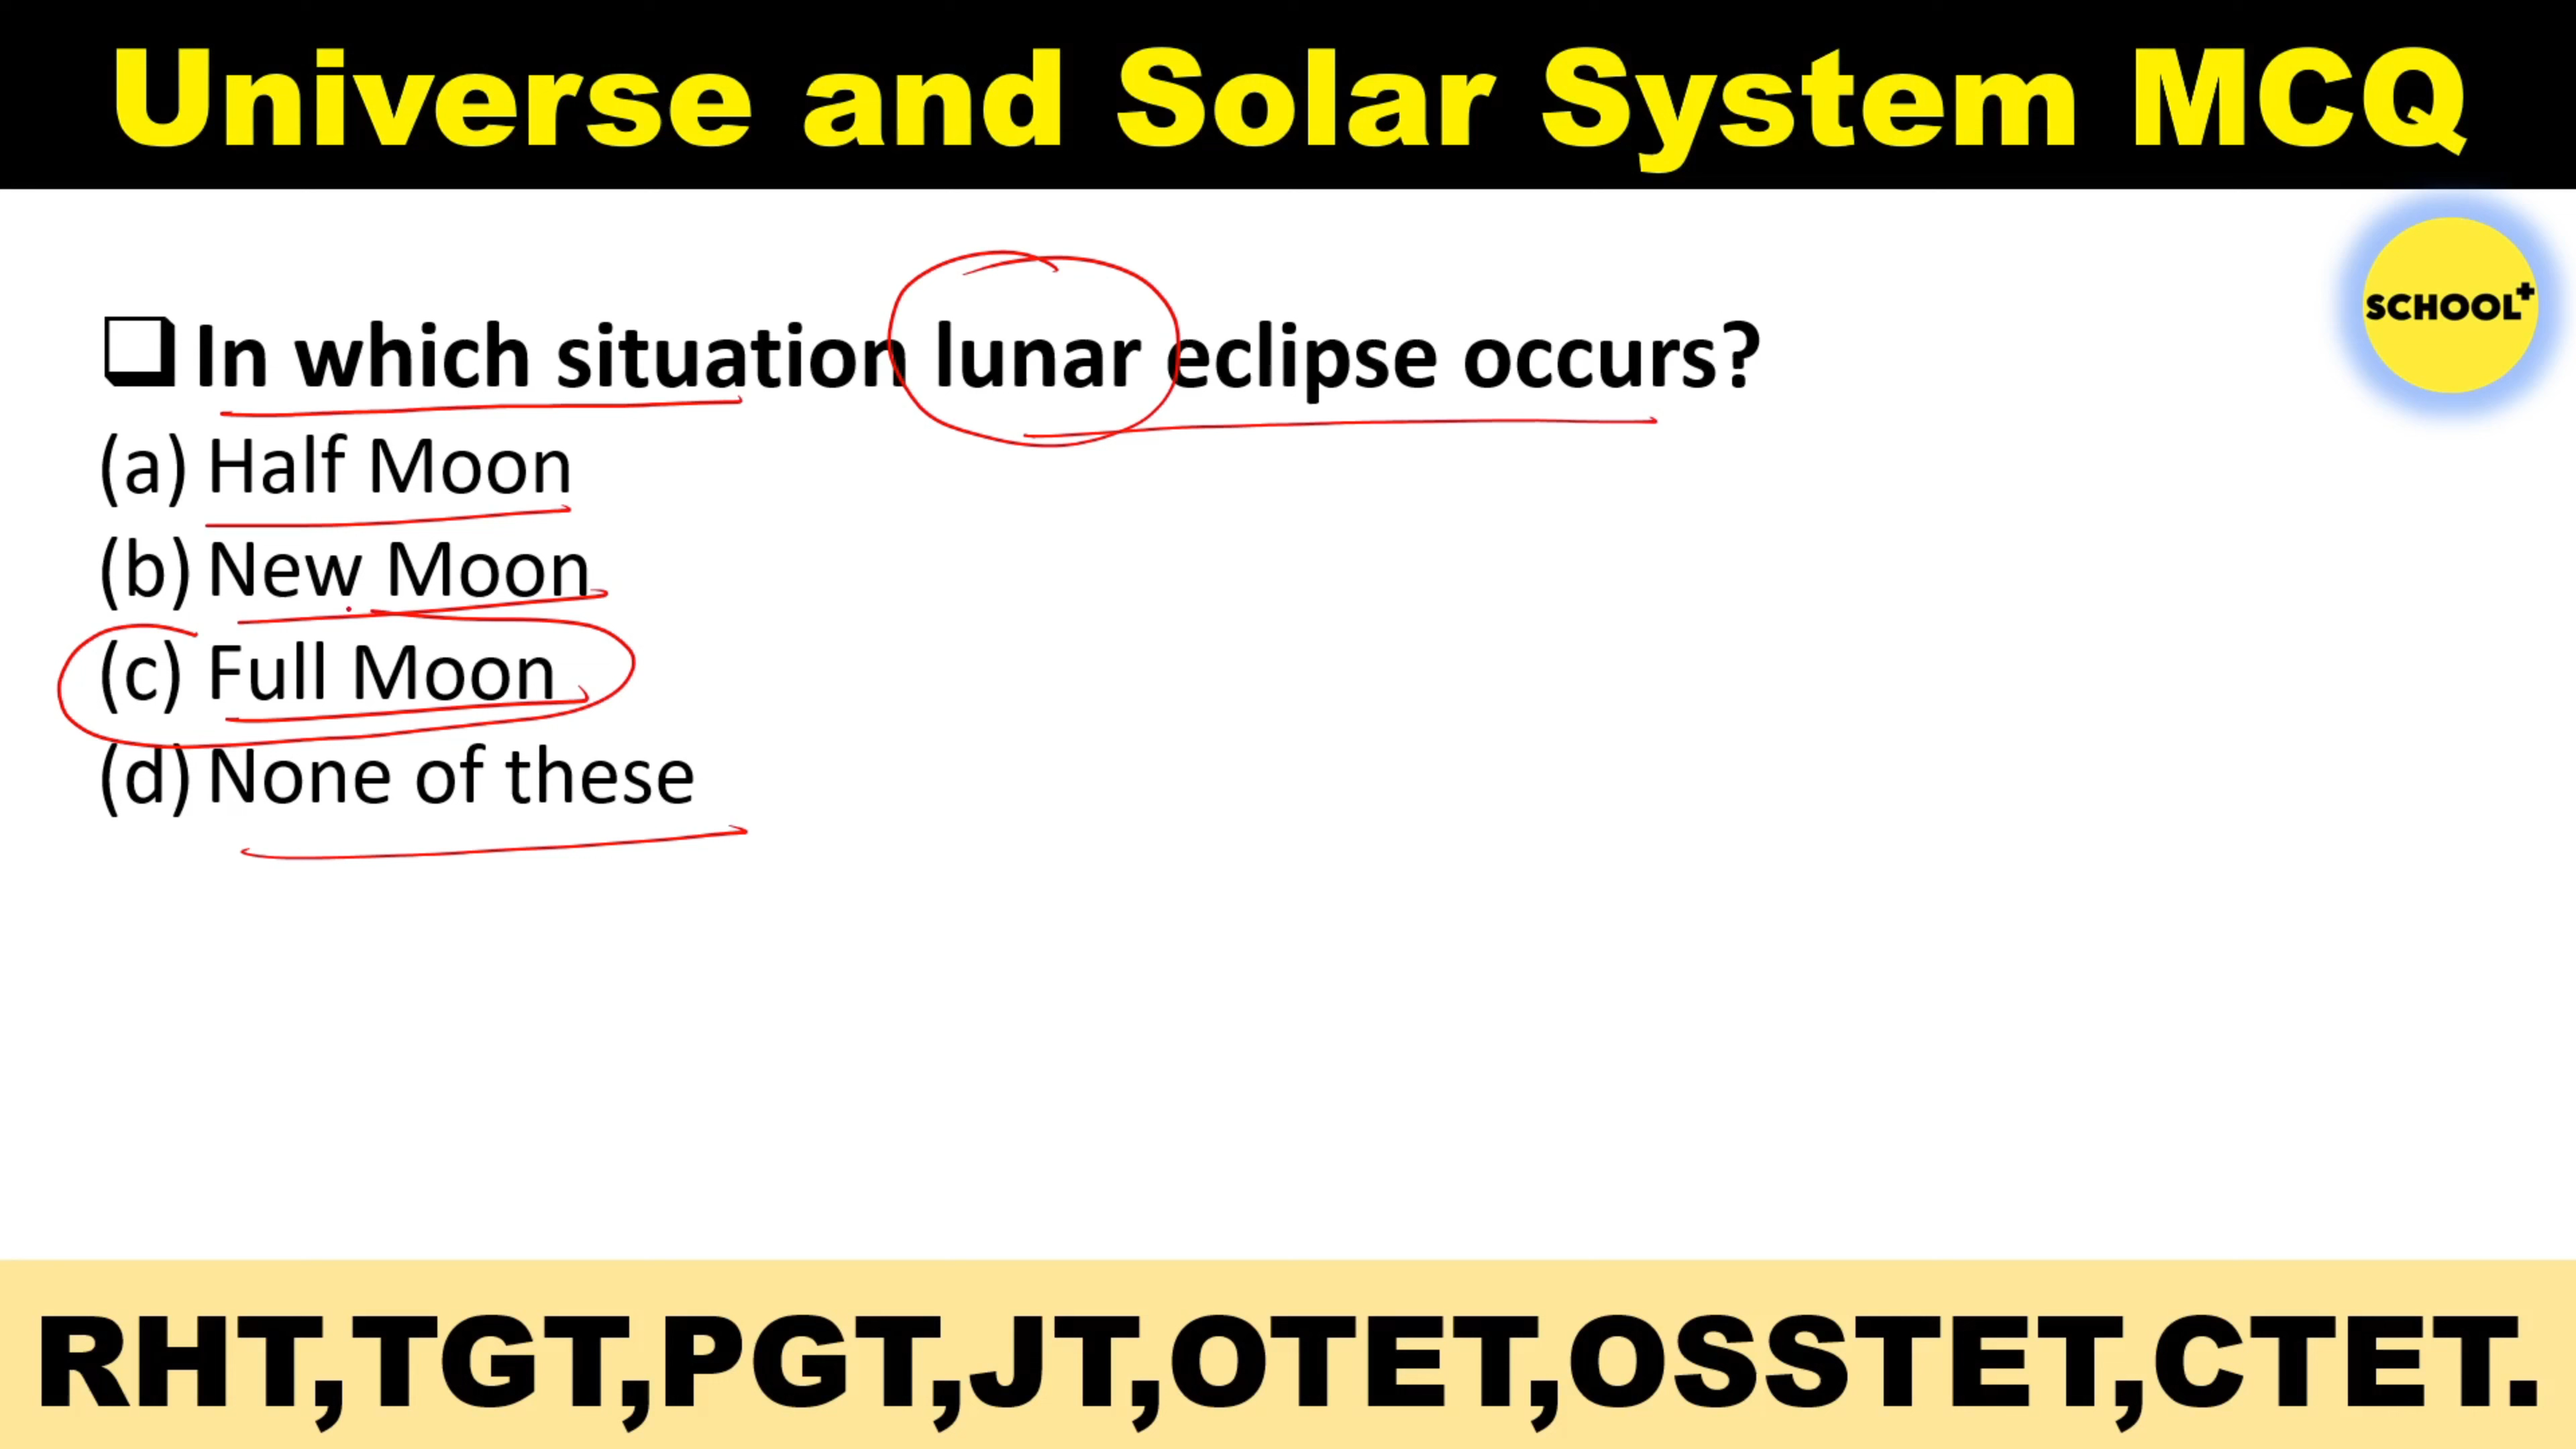 Universe and Solar System MCQ
SCHOOL+
In which situation lunar eclipse occurs?
(a) Half Moon
(b) New Moon
(c) Full Moon
(d) None of these
RHT,TGT,PGT,JT,OTET,OSSTET,CTET.